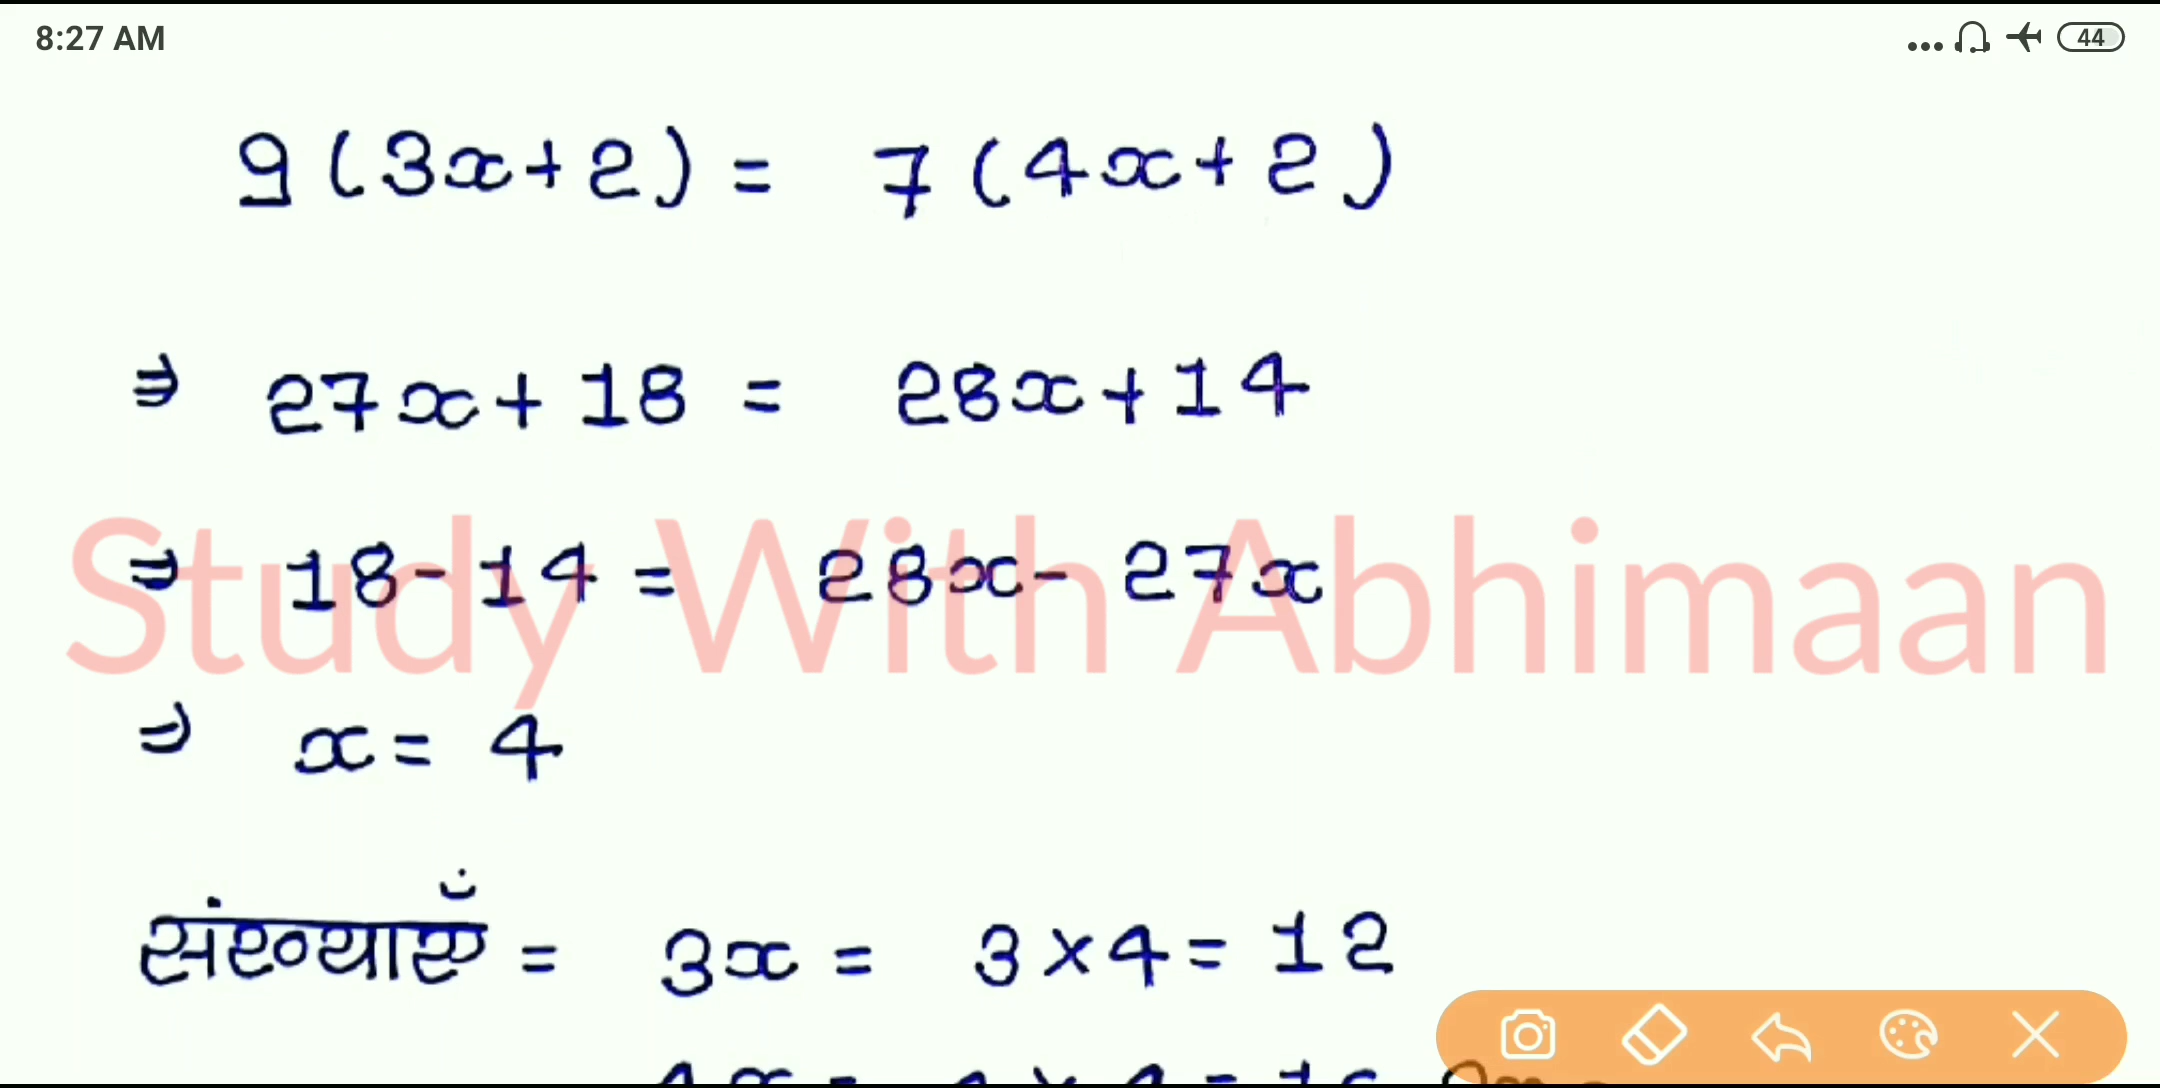 8:27 AM
44
9(3x+2) = 7(4x+2)
⇒ 27x+18 = 28x+14
⇒ 18-14 = 28x-27x
Study With Abhimaan
⇒ x = 4
संख्याएँ = 3x = 3×4 = 12